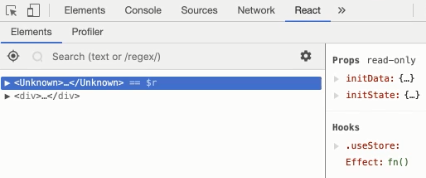 Elements Console Sources Network React »
Elements Profiler
Search (text or /regex/)
▶ <Unknown>…</Unknown> == $r
▶ <div>…</div>
Props read-only
▶ initData: {…}
▶ initState: {…}
Hooks
▶ .useStore:
Effect: fn()